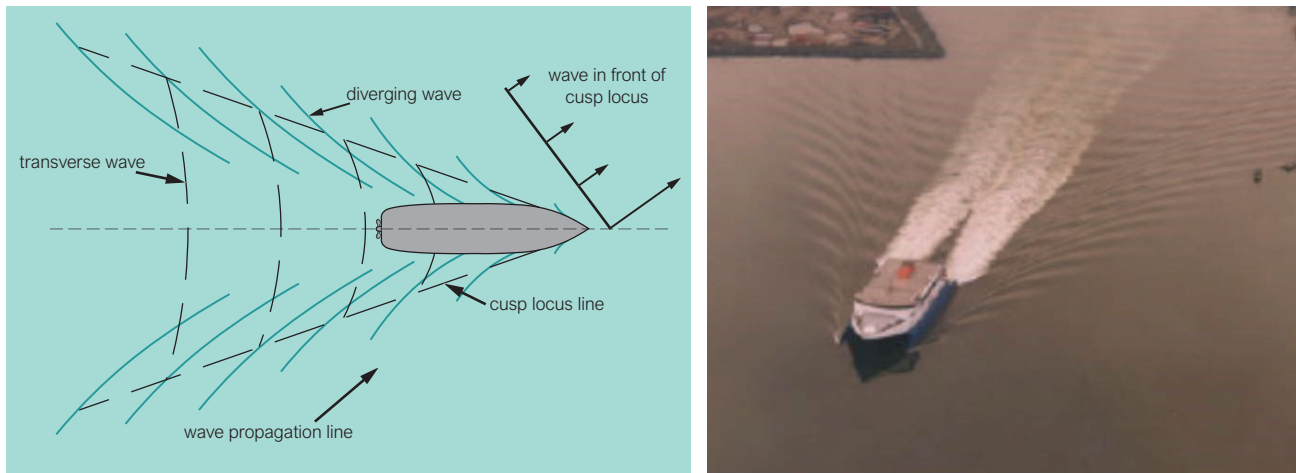 wave in front of
cusp locus
diverging wave
transverse wave
cusp locus line
wave propagation line